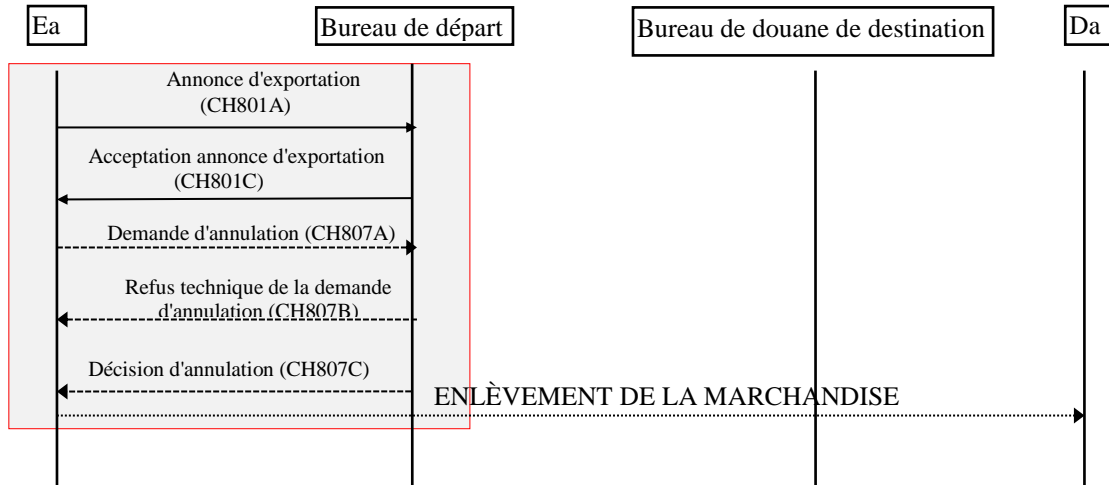 Ea
Bureau de départ
Bureau de douane de destination
Da
Annonce d'exportation
(CH801A)
Acceptation annonce d'exportation
(CH801C)
Demande d'annulation (CH807A)
Refus technique de la demande
d'annulation (CH807B)
Décision d'annulation (CH807C)
ENLÈVEMENT DE LA MARCHANDISE